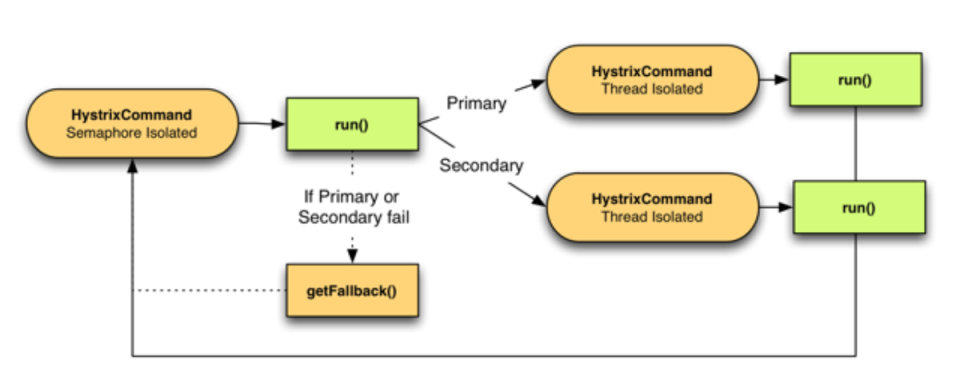 HystrixCommand
Semaphore Isolated
run()
If Primary or
Secondary fail
getFallback()
Primary
Secondary
HystrixCommand
Thread Isolated
run()
HystrixCommand
Thread Isolated
run()